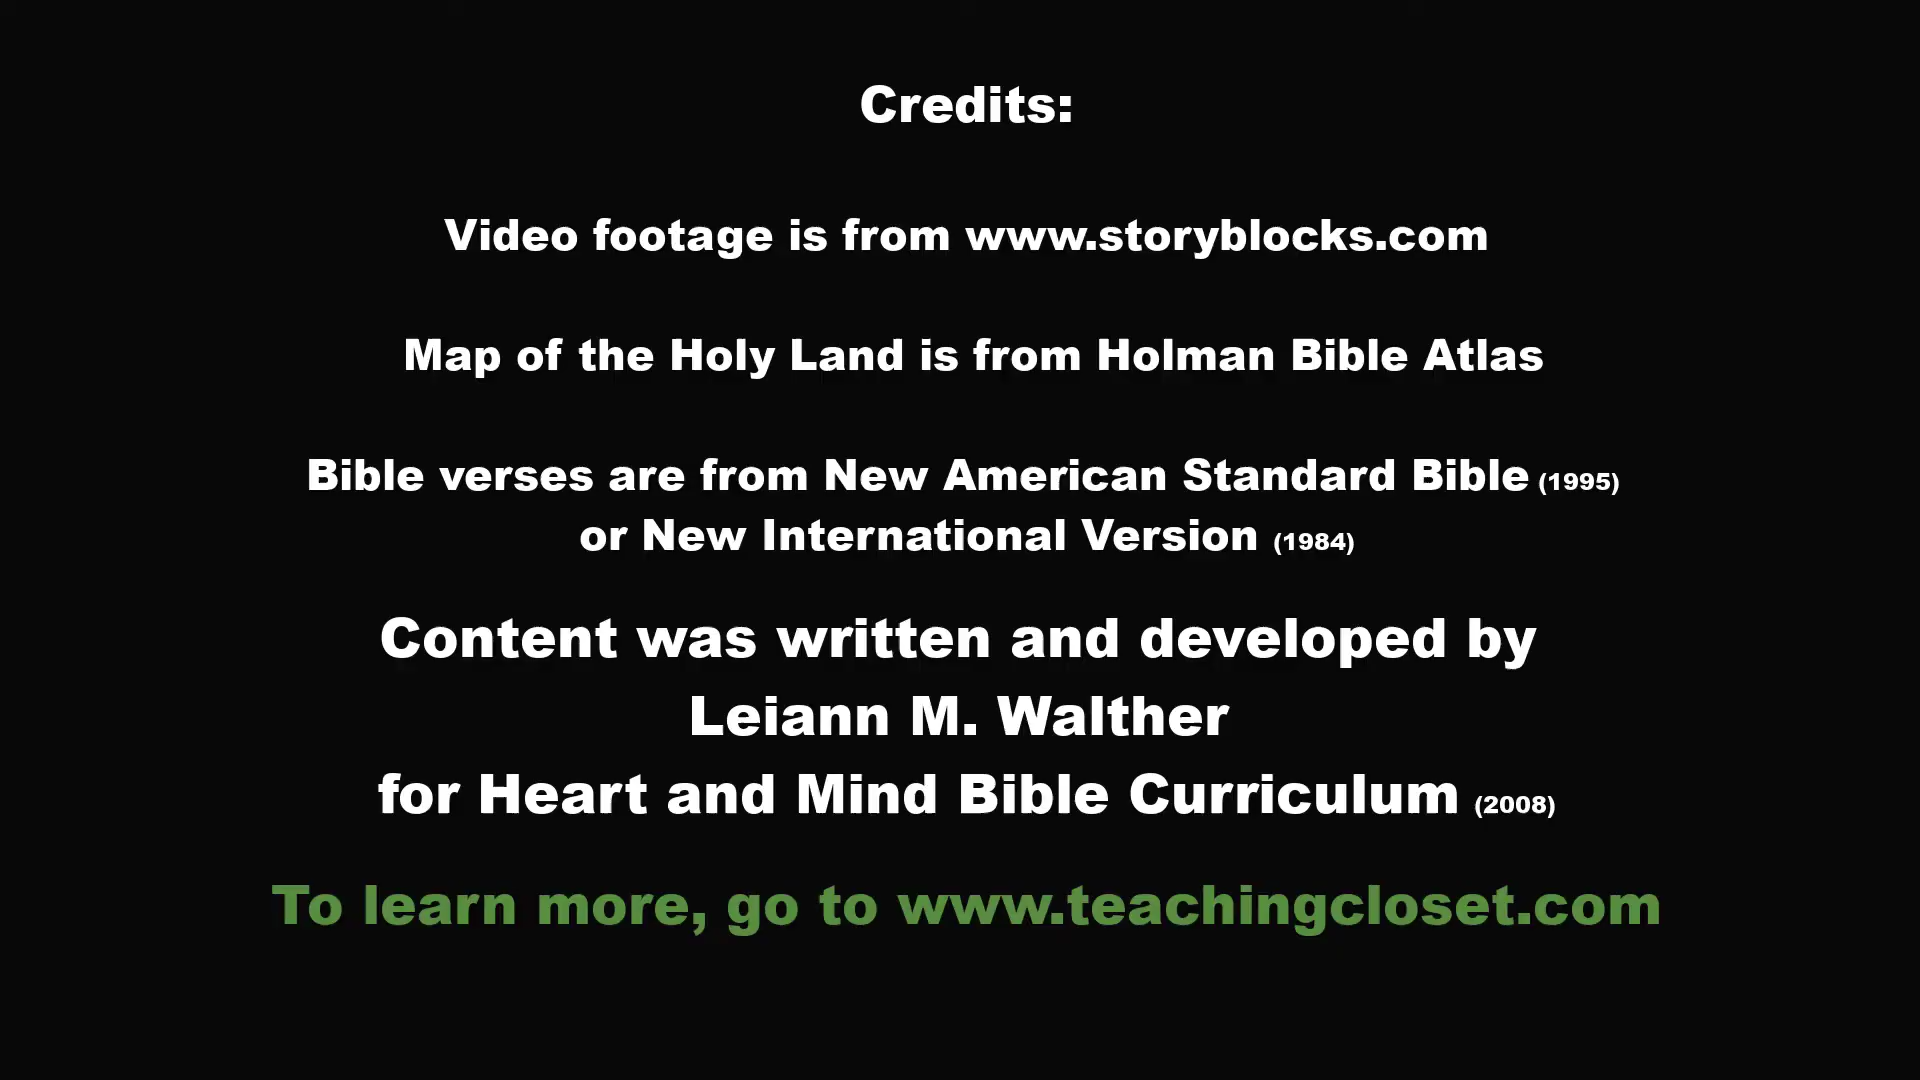 Credits:
Video footage is from www.storyblocks.com
Map of the Holy Land is from Holman Bible Atlas
Bible verses are from New American Standard Bible (1995)
or New International Version (1984)
Content was written and developed by
Leiann M. Walther
for Heart and Mind Bible Curriculum (2008)
To learn more, go to www.teachingcloset.com